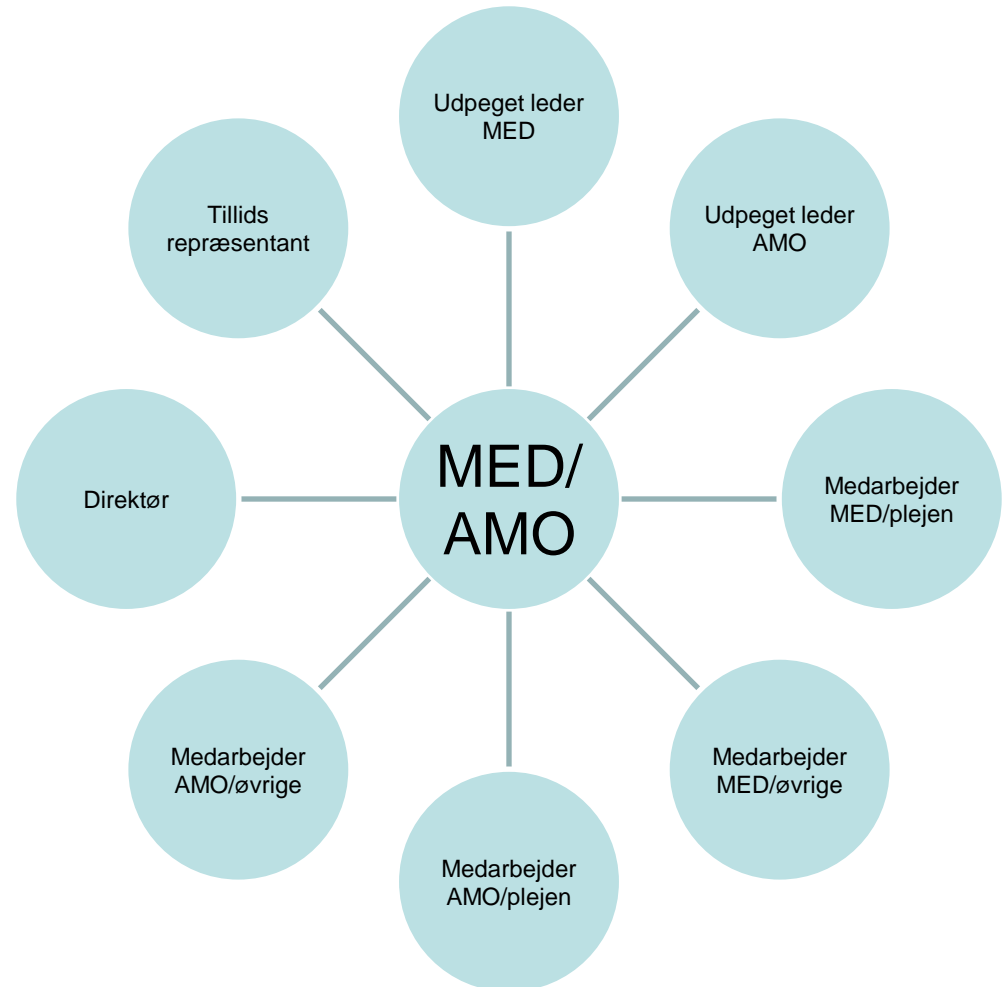 Udpeget leder
MED
Udpeget leder
AMO
Medarbejder
MED/plejen
Medarbejder
MED/øvrige
Medarbejder
AMO/plejen
Medarbejder
AMO/øvrige
Direktør
Tillids
repræsentant
MED/
AMO